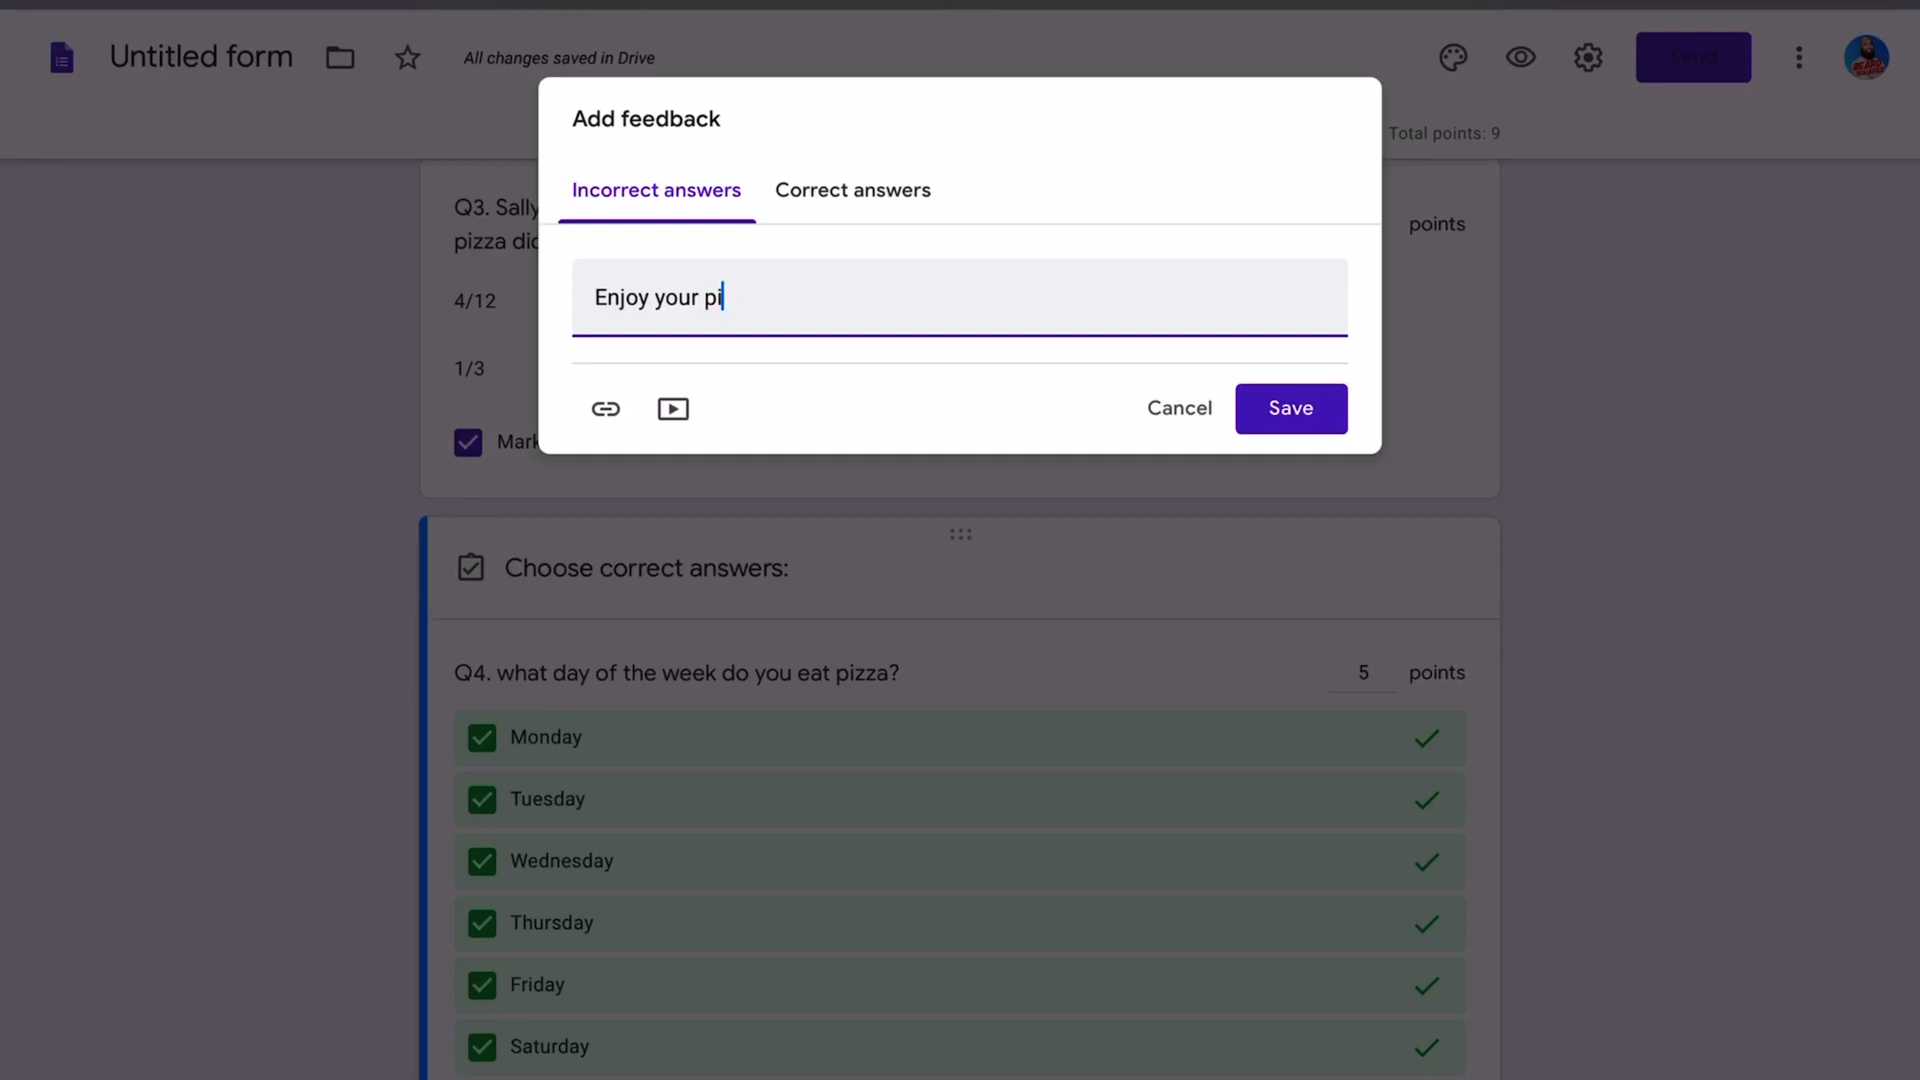 Untitled form
All changes saved in Drive
Send
Total points: 9
Add feedback
Incorrect answers
Correct answers
Enjoy your pi
Cancel
Save
Q3. Sally
pizza did
points
4/12
1/3
Mark
Choose correct answers:
Q4. what day of the week do you eat pizza?
5 points
Monday
Tuesday
Wednesday
Thursday
Friday
Saturday